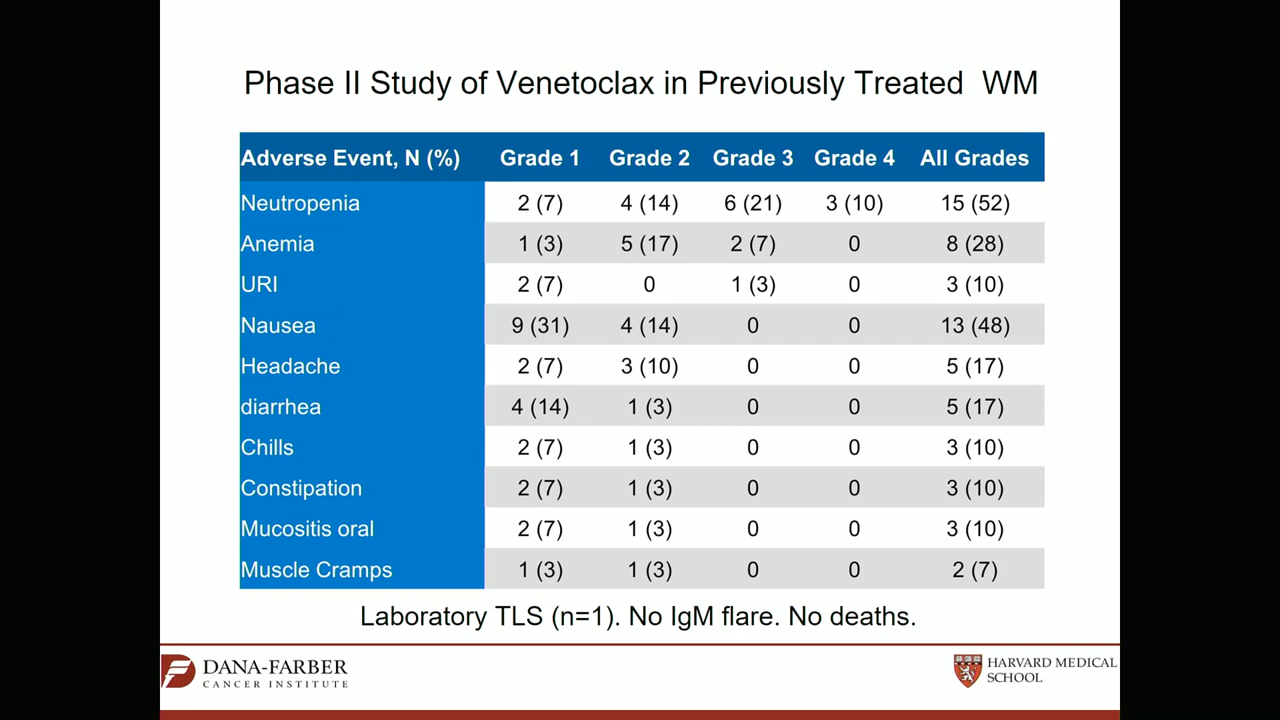 Phase II Study of Venetoclax in Previously Treated WM
Adverse Event, N (%) Grade 1 Grade 2 Grade 3 Grade 4 All Grades
Neutropenia 2 (7) 4 (14) 6 (21) 3 (10) 15 (52)
Anemia 1 (3) 5 (17) 2 (7) 0 8 (28)
URI 2 (7) 0 1 (3) 0 3 (10)
Nausea 9 (31) 4 (14) 0 0 13 (48)
Headache 2 (7) 3 (10) 0 0 5 (17)
diarrhea 4 (14) 1 (3) 0 0 5 (17)
Chills 2 (7) 1 (3) 0 0 3 (10)
Constipation 2 (7) 1 (3) 0 0 3 (10)
Mucositis oral 2 (7) 1 (3) 0 0 3 (10)
Muscle Cramps 1 (3) 1 (3) 0 0 2 (7)
Laboratory TLS (n=1). No IgM flare. No deaths.
DANA-FARBER
CANCER INSTITUTE
HARVARD MEDICAL
SCHOOL